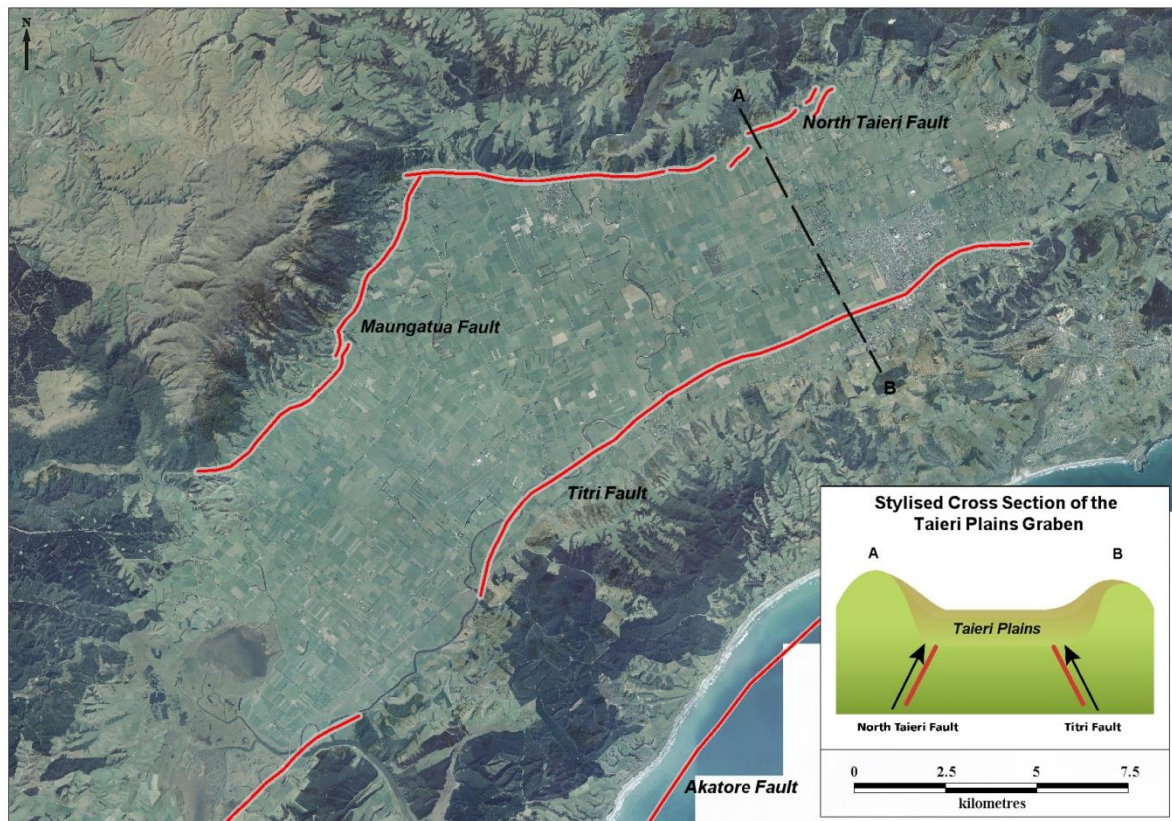 N
A
North Taieri Fault
Maungatua Fault
B
Titri Fault
Akatore Fault
Stylised Cross Section of the
Taieri Plains Graben
A
B
Taieri Plains
North Taieri Fault
Titri Fault
0
2.5
5
7.5
kilometres